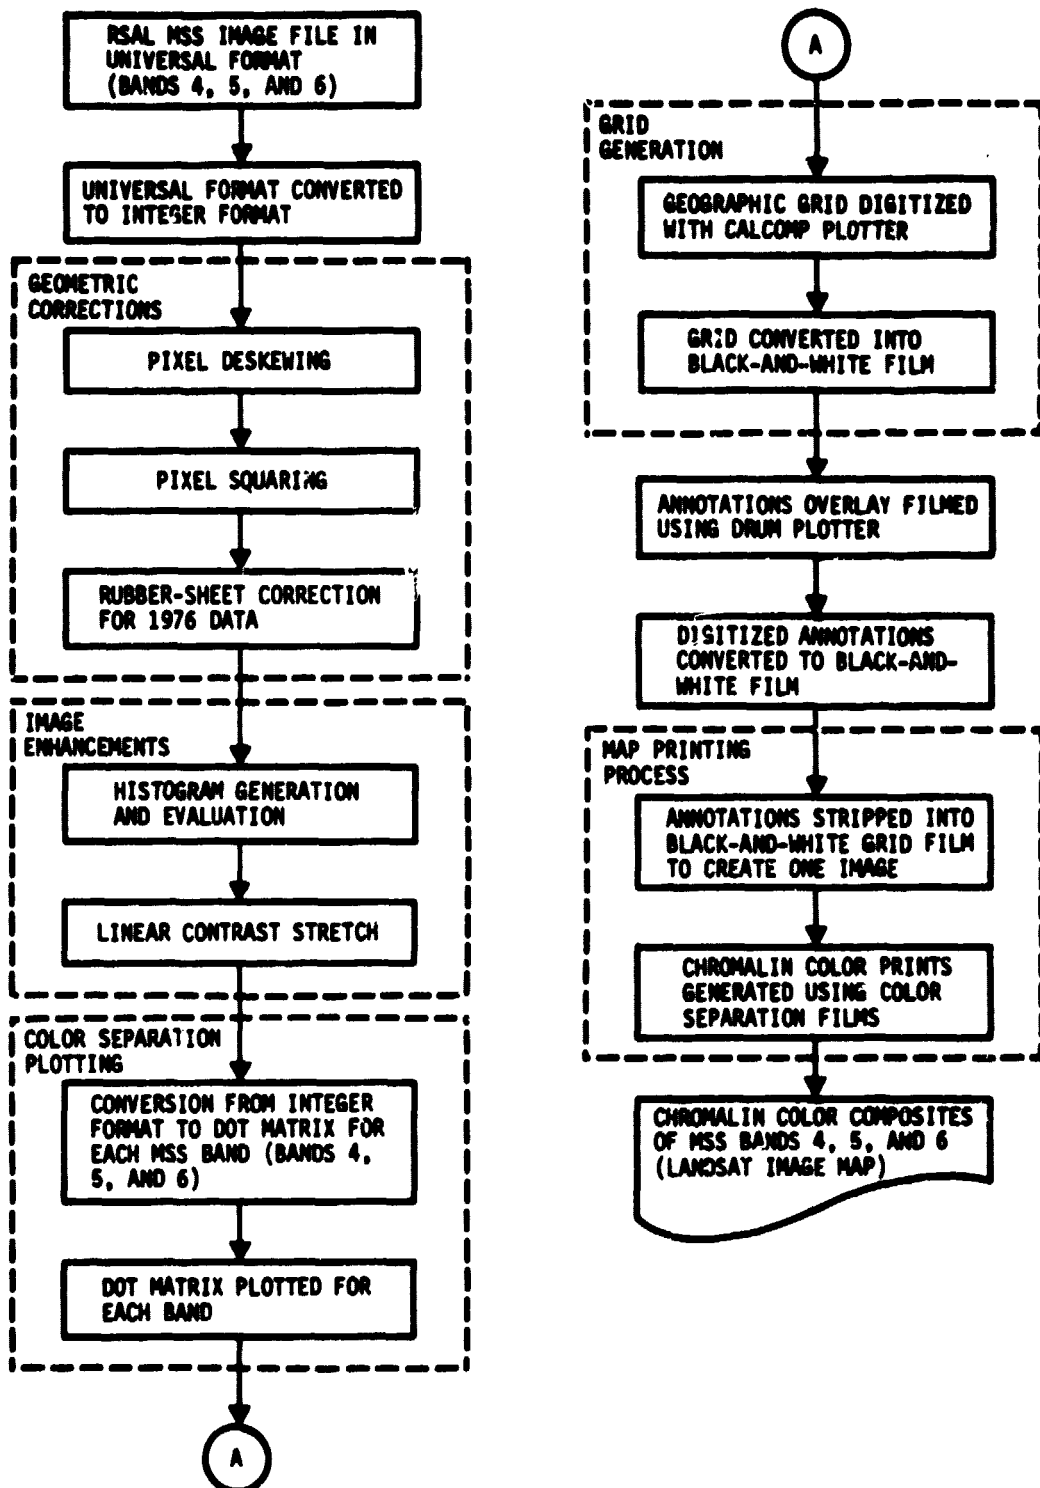 RSAL MSS IMAGE FILE IN
UNIVERSAL FORMAT
(BANDS 4, 5, AND 6)
UNIVERSAL FORMAT CONVERTED
TO INTEGER FORMAT
GEOMETRIC
CORRECTIONS
PIXEL DESKEWING
PIXEL SQUARING
RUBBER-SHEET CORRECTION
FOR 1976 DATA
IMAGE
ENHANCEMENTS
HISTOGRAM GENERATION
AND EVALUATION
LINEAR CONTRAST STRETCH
COLOR SEPARATION
PLOTTING
CONVERSION FROM INTEGER
FORMAT TO DOT MATRIX FOR
EACH MSS BAND (BANDS 4,
5, AND 6)
DOT MATRIX PLOTTED FOR
EACH BAND
A
A
GRID
GENERATION
GEOGRAPHIC GRID DIGITIZED
WITH CALCOMP PLOTTER
GRID CONVERTED INTO
BLACK-AND-WHITE FILM
ANNOTATIONS OVERLAY FILMED
USING DRUM PLOTTER
DIGITIZED ANNOTATIONS
CONVERTED TO BLACK-AND-
WHITE FILM
MAP PRINTING
PROCESS
ANNOTATIONS STRIPPED INTO
BLACK-AND-WHITE GRID FILM
TO CREATE ONE IMAGE
CHROMALIN COLOR PRINTS
GENERATED USING COLOR
SEPARATION FILMS
CHROMALIN COLOR COMPOSITES
OF MSS BANDS 4, 5, AND 6
(LANDSAT IMAGE MAP)